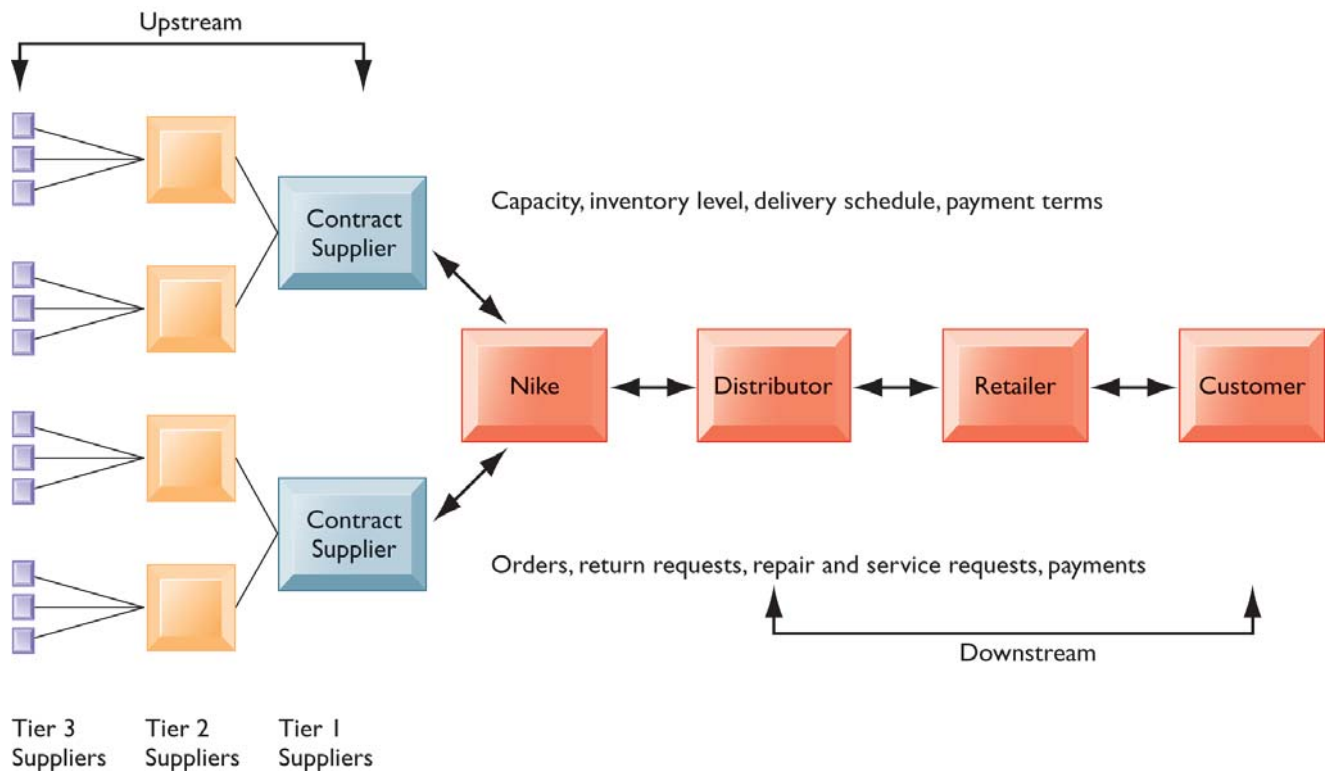 Upstream
Contract
Supplier
Capacity, inventory level, delivery schedule, payment terms
Nike
Distributor
Retailer
Customer
Contract
Supplier
Orders, return requests, repair and service requests, payments
Downstream
Tier 3
Suppliers
Tier 2
Suppliers
Tier 1
Suppliers